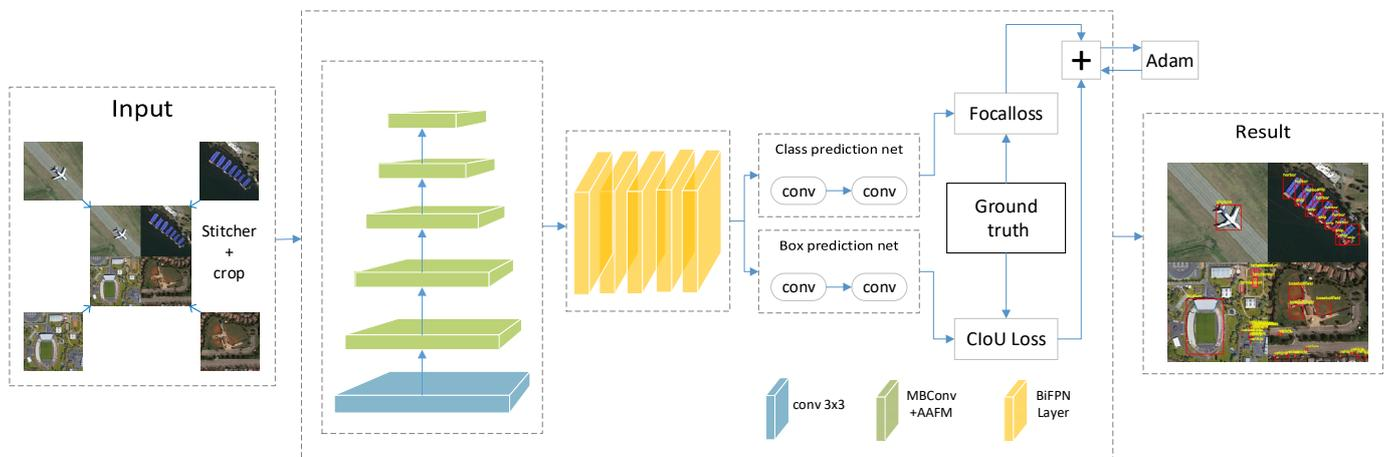 Input
Stitcher
+
crop
Class prediction net
conv
conv
Box prediction net
conv
conv
Focalloss
Ground
truth
CIoU Loss
+
Adam
Result
conv 3x3
MBConv
+AAFM
BiFPN
Layer